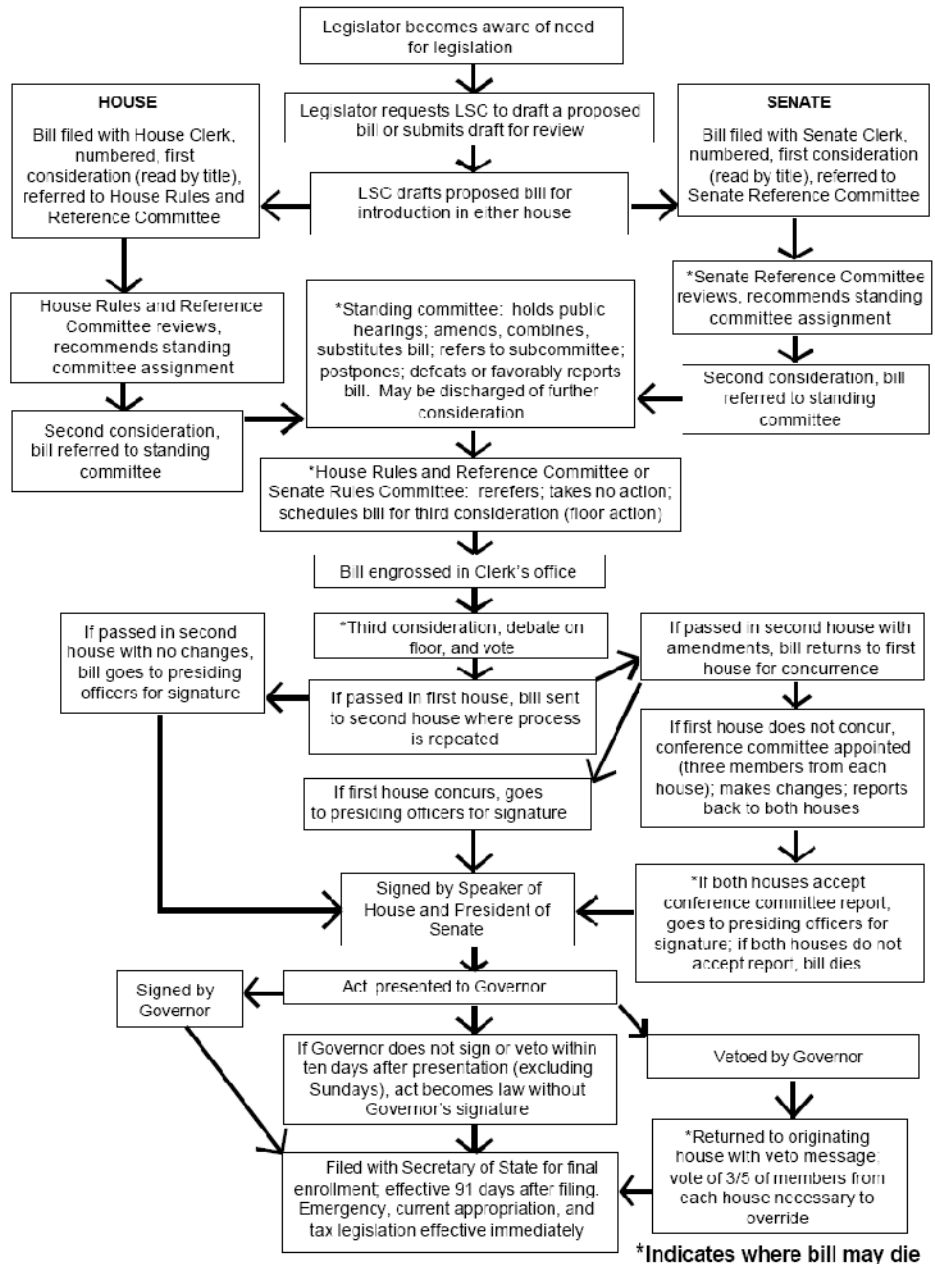 Legislator becomes aware of need
for legislation
HOUSE
Bill filed with House Clerk,
numbered, first
consideration (read by title),
referred to House Rules and
Reference Committee
Legislator requests LSC to draft a proposed
bill or submits draft for review
SENATE
Bill filed with Senate Clerk,
numbered, first consideration
(read by title), referred to
Senate Reference Committee
LSC drafts proposed bill for
introduction in either house
House Rules and Reference
Committee reviews,
recommends standing
committee assignment
*Standing committee: holds public
hearings; amends, combines,
substitutes bill; refers to subcommittee;
postpones; defeats or favorably reports
bill. May be discharged of further
consideration
*Senate Reference Committee
reviews, recommends standing
committee assignment
Second consideration, bill
referred to standing
committee
Second consideration,
bill referred to standing
committee
*House Rules and Reference Committee or
Senate Rules Committee: rerefers; takes no action;
schedules bill for third consideration (floor action)
Bill engrossed in Clerk's office
*Third consideration, debate on
floor, and vote
If passed in second
house with no changes,
bill goes to presiding
officers for signature
If passed in second house with
amendments, bill returns to first
house for concurrence
If passed in first house, bill sent
to second house where process
is repeated
If first house does not concur,
conference committee appointed
(three members from each
house); makes changes; reports
back to both houses
If first house concurs, goes
to presiding officers for signature
Signed by Speaker of
House and President of
Senate
*If both houses accept
conference committee report,
goes to presiding officers for
signature; if both houses do not
accept report, bill dies
Signed by
Governor
Act presented to Governor
If Governor does not sign or veto within
ten days after presentation (excluding
Sundays), act becomes law without
Governor's signature
Vetoed by Governor
*Returned to originating
house with veto message;
vote of 3/5 of members from
each house necessary to
override
Filed with Secretary of State for final
enrollment; effective 91 days after filing.
Emergency, current appropriation, and
tax legislation effective immediately
*Indicates where bill may die